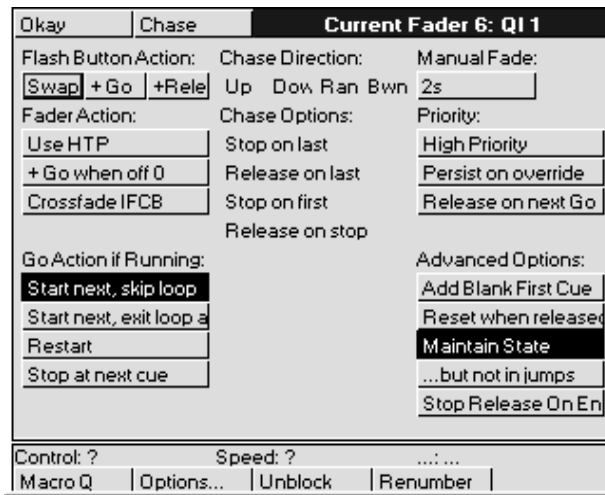 Okay Chase Current Fader 6: Ql 1
Flash Button Action: Chase Direction: Manual Fade:
Swap + Go +Rele Up Dow Ran Bwn 2s
Fader Action: Chase Options: Priority:
Use HTP Stop on last High Priority
+ Go when off 0 Release on last Persist on override
Crossfade IFCB Stop on first Release on next Go
Release on stop
Go Action if Running: Advanced Options:
Start next, skip loop Add Blank First Cue
Start next, exit loop a Reset when released
Restart Maintain State
Stop at next cue ...but not in jumps
Stop Release On En
Control: ? Speed: ? ...: ...
Macro Q Options... Unblock Renumber